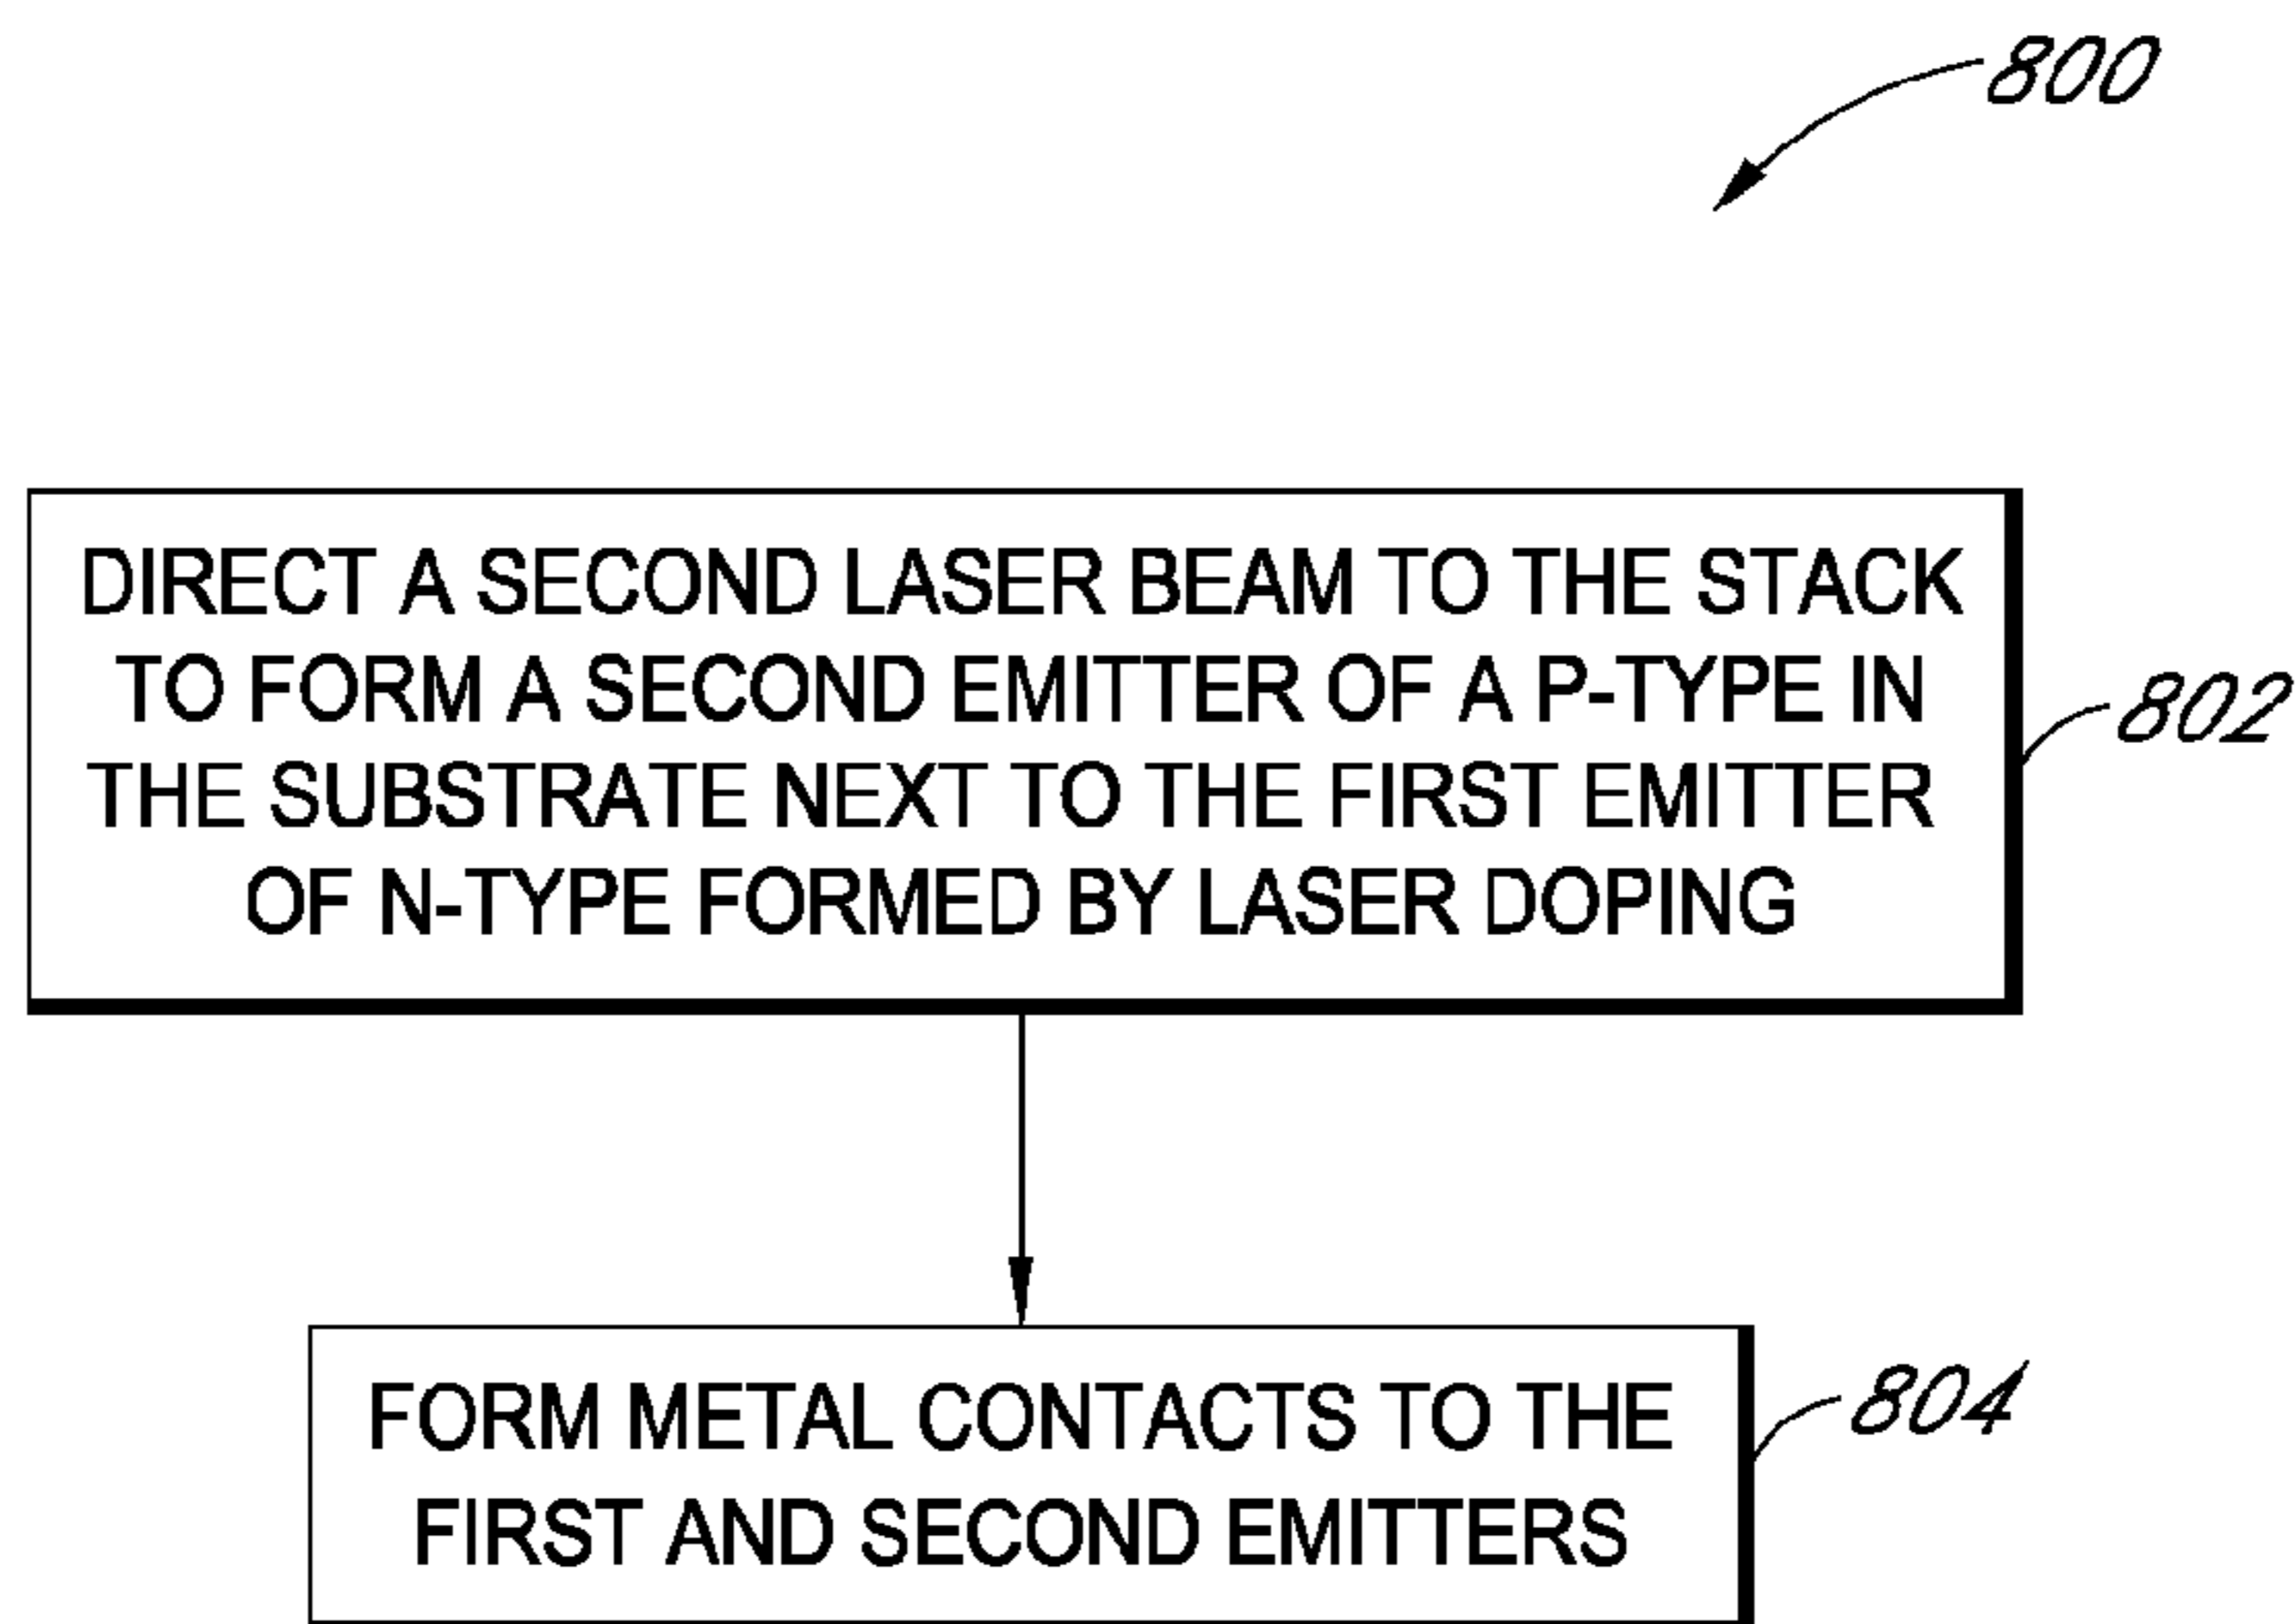 800
DIRECT A SECOND LASER BEAM TO THE STACK
TO FORM A SECOND EMITTER OF A P-TYPE IN
THE SUBSTRATE NEXT TO THE FIRST EMITTER
OF N-TYPE FORMED BY LASER DOPING
802
FORM METAL CONTACTS TO THE
FIRST AND SECOND EMITTERS
804